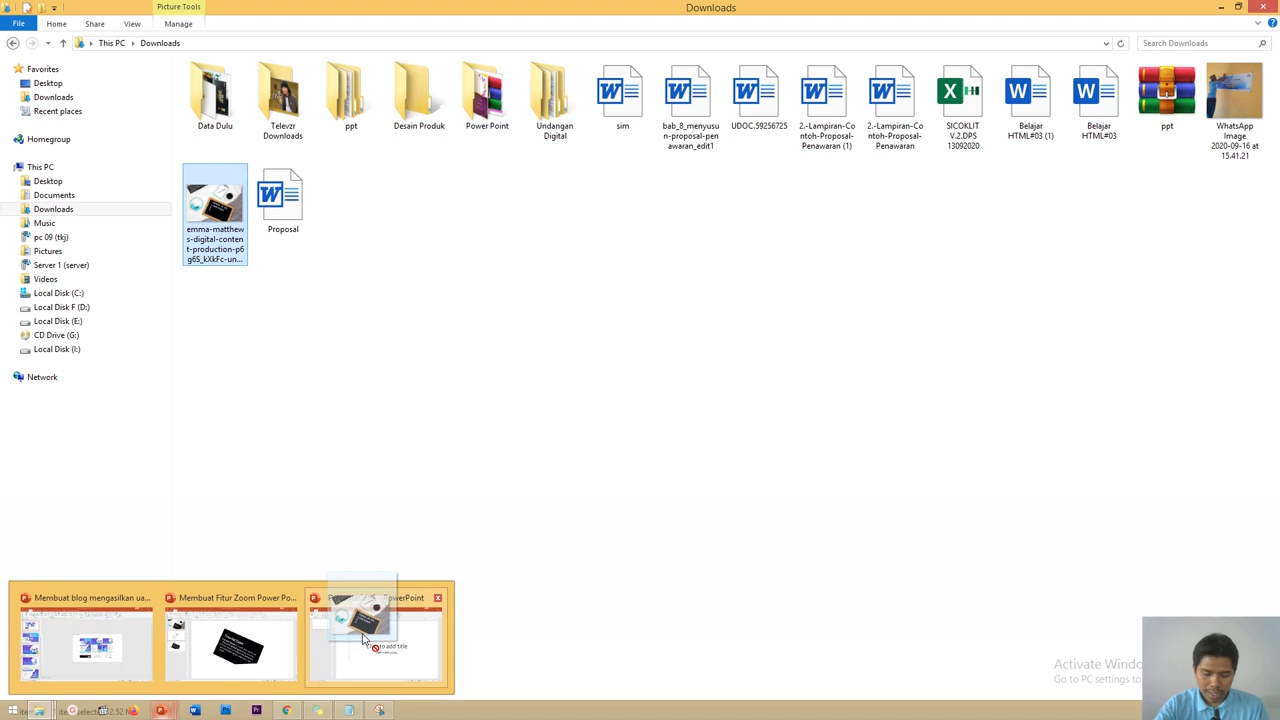 Picture Tools
Downloads
File
Home
Share
View
Manage
This PC
Downloads
Search Downloads
Favorites
Desktop
Downloads
Recent places
Homegroup
This PC
Desktop
Documents
Downloads
Music
pc 09 (tkj)
Pictures
Server 1 (server)
Videos
Local Disk (C:)
Local Disk F (D:)
Local Disk (E:)
CD Drive (G:)
Local Disk (I:)
Network
Data Dulu
Televzr
Downloads
ppt
Desain Produk
Power Point
Undangan
Digital
sim
bab_8_menyusu
n-proposal-pen
awaran_edit1
UDOC.59256725
2.-Lampiran-Co
ntoh-Proposal-
Penawaran (1)
2.-Lampiran-Co
ntoh-Proposal-
Penawaran
SICOKLIT
V.2.DPS
13092020
Belajar
HTML#03 (1)
Belajar
HTML#03
ppt
WhatsApp
Image
2020-09-16 at
15.41.21
emma-matthew
s-digital-conten
t-production-p6
g6S_kXkFc-un...
Proposal
Membuat blog mengasilkan ua...
Membuat Fitur Zoom Power Po...
PowerPoint
to add title
Activate Windo
Go to PC settings to